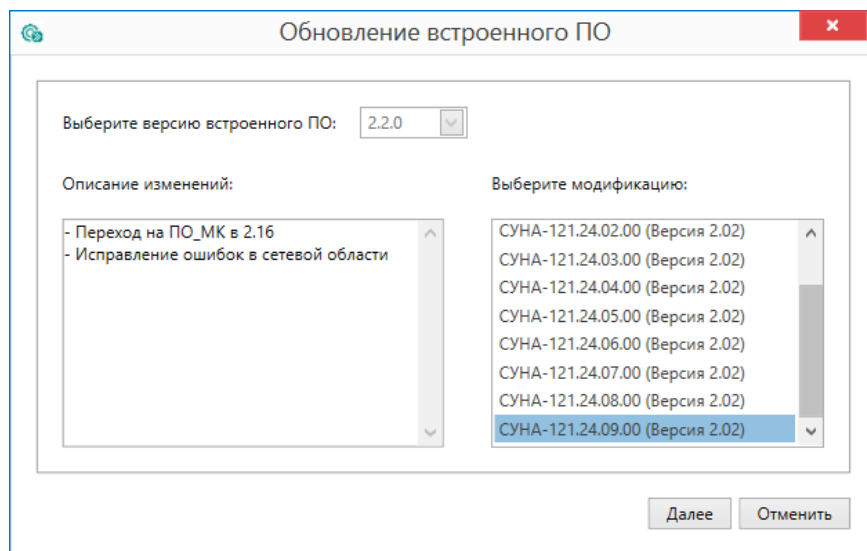 Обновление встроенного ПО
Выберите версию встроенного ПО: 2.2.0
Описание изменений:
- Переход на ПО_МК в 2.16
- Исправление ошибок в сетевой области
Выберите модификацию:
СУНА-121.24.02.00 (Версия 2.02)
СУНА-121.24.03.00 (Версия 2.02)
СУНА-121.24.04.00 (Версия 2.02)
СУНА-121.24.05.00 (Версия 2.02)
СУНА-121.24.06.00 (Версия 2.02)
СУНА-121.24.07.00 (Версия 2.02)
СУНА-121.24.08.00 (Версия 2.02)
СУНА-121.24.09.00 (Версия 2.02)
Далее Отменить